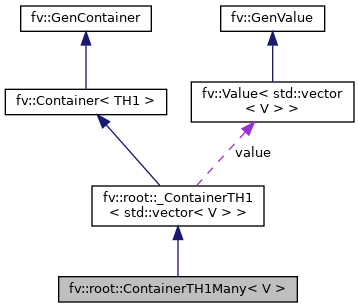 fv::GenContainer
fv::GenValue
fv::Container< TH1 >
fv::Value< std::vector
< V > >
value
fv::root::_ContainerTH1
< std::vector< V > >
fv::root::ContainerTH1Many< V >